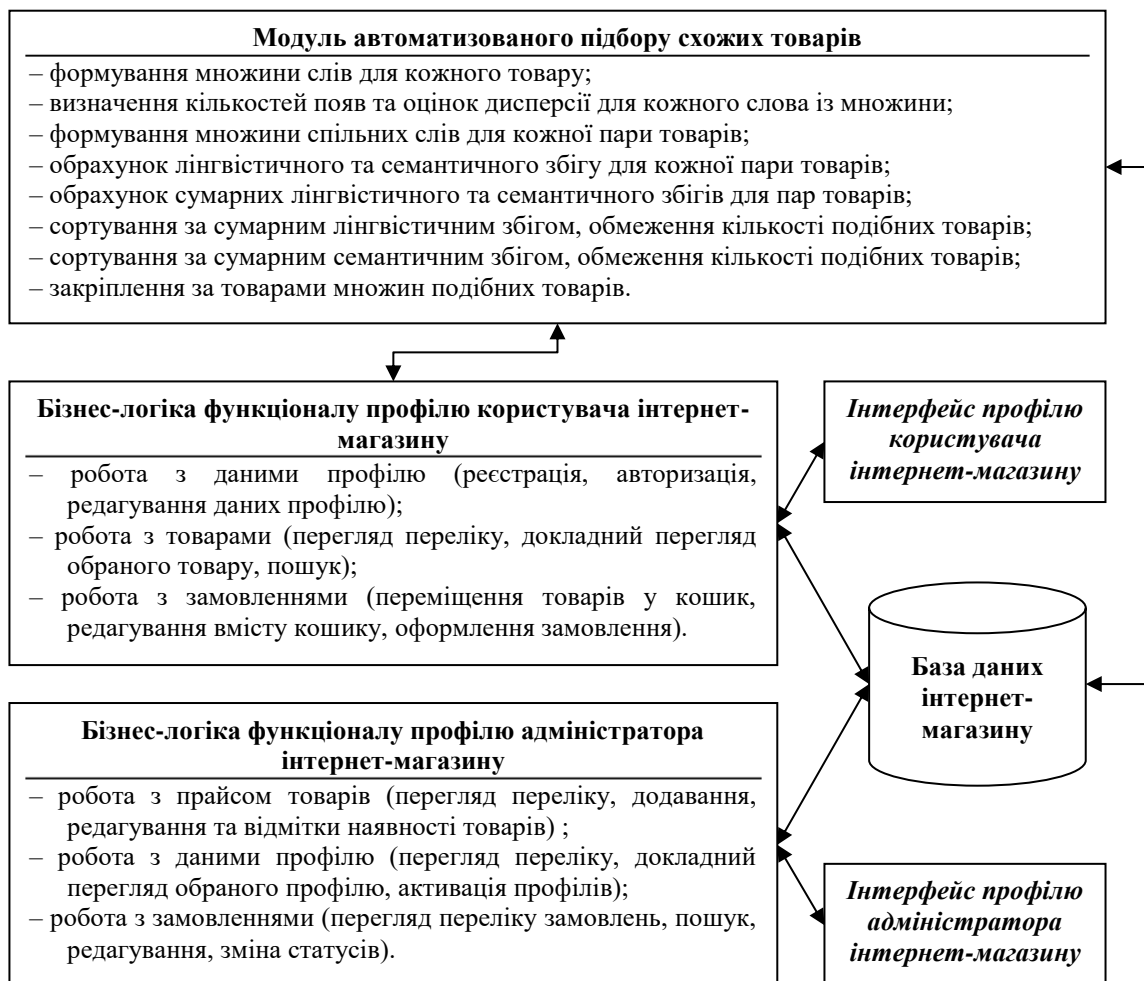 Модуль автоматизованого підбору схожих товарів
– формування множини слів для кожного товару;
– визначення кількостей появ та оцінок дисперсії для кожного слова із множини;
– формування множини спільних слів для кожної пари товарів;
– обрахунок лінгвістичного та семантичного збігу для кожної пари товарів;
– обрахунок сумарних лінгвістичного та семантичного збігів для пар товарів;
– сортування за сумарним лінгвістичним збігом, обмеження кількості подібних товарів;
– сортування за сумарним семантичним збігом, обмеження кількості подібних товарів;
– закріплення за товарами множин подібних товарів.
Бізнес-логіка функціоналу профілю користувача інтернет-
магазину
– робота з даними профілю (реєстрація, авторизація,
редагування даних профілю);
– робота з товарами (перегляд переліку, докладний перегляд
обраного товару, пошук);
– робота з замовленнями (переміщення товарів у кошик,
редагування вмісту кошику, оформлення замовлення).
Інтерфейс профілю
користувача
інтернет-магазину
База даних
інтернет-
магазину
Бізнес-логіка функціоналу профілю адміністратора
інтернет-магазину
– робота з прайсом товарів (перегляд переліку, додавання,
редагування та відмітки наявності товарів) ;
– робота з даними профілю (перегляд переліку, докладний
перегляд обраного профілю, активація профілів);
– робота з замовленнями (перегляд переліку замовлень, пошук,
редагування, зміна статусів).
Інтерфейс профілю
адміністратора
інтернет-магазину